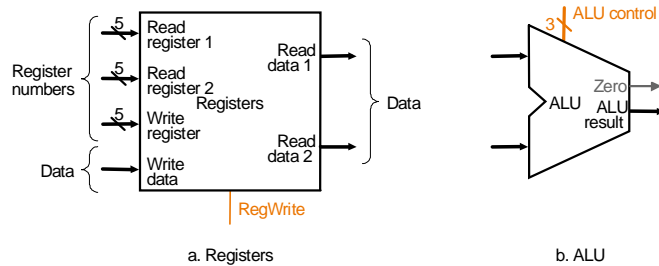 5
Read
register 1
5
Read
register 2
5
Write
register
Write
data
Registers
Read
data 1
Read
data 2
Register
numbers
Data
Data
RegWrite
a. Registers
3
ALU control
Zero
ALU
ALU
result
b. ALU